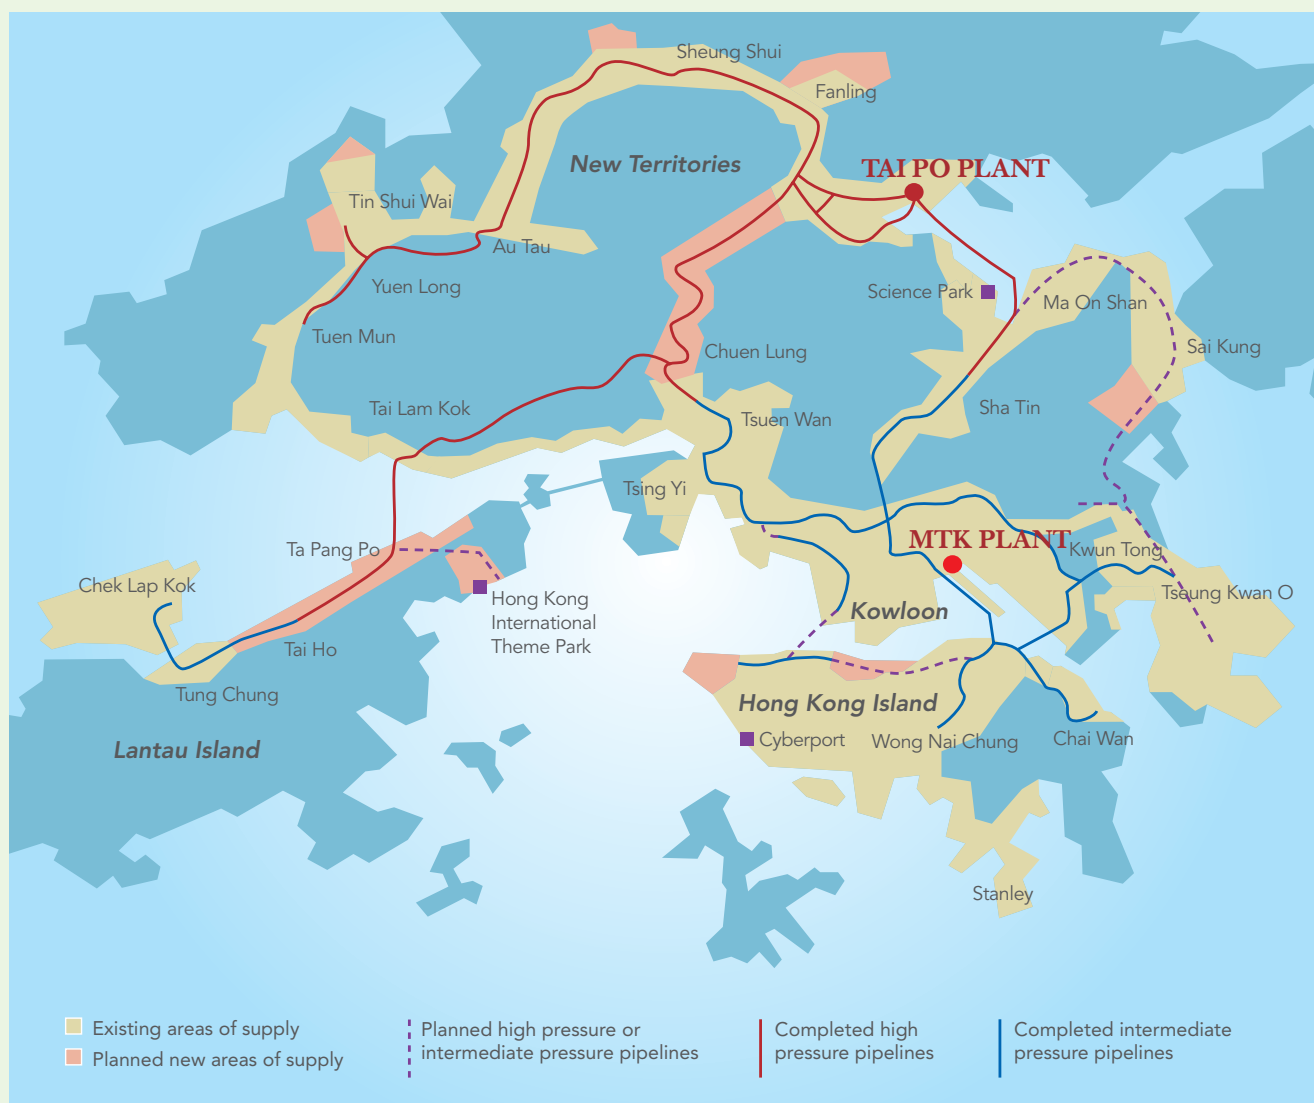 Sheung Shui
Fanling
New Territories
TAI PO PLANT
Tin Shui Wai
Au Tau
Yuen Long
Science Park
Ma On Shan
Tuen Mun
Chuen Lung
Sai Kung
Tai Lam Kok
Tsuen Wan
Sha Tin
Tsing Yi
Ta Pang Po
MTK PLANT
Kwun Tong
Chek Lap Kok
Tseung Kwan O
Hong Kong
International
Theme Park
Kowloon
Tai Ho
Tung Chung
Hong Kong Island
Lantau Island
Cyberport
Wong Nai Chung
Chai Wan
Stanley
Existing areas of supply
Planned new areas of supply
Planned high pressure or
intermediate pressure pipelines
Completed high
pressure pipelines
Completed intermediate
pressure pipelines